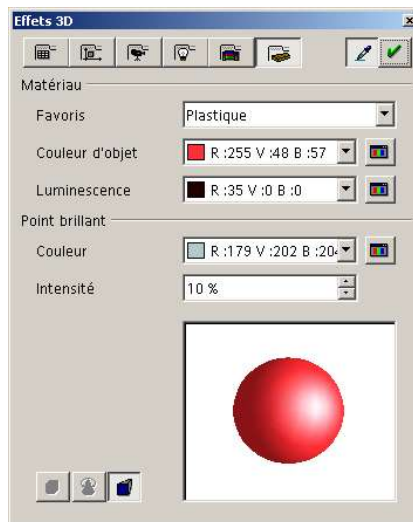 Effets 3D
Matériau
Favoris Plastique
Couleur d'objet R :255 V :48 B :57
Luminescence R :35 V :0 B :0
Point brillant
Couleur R :179 V :202 B :204
Intensité 10 %